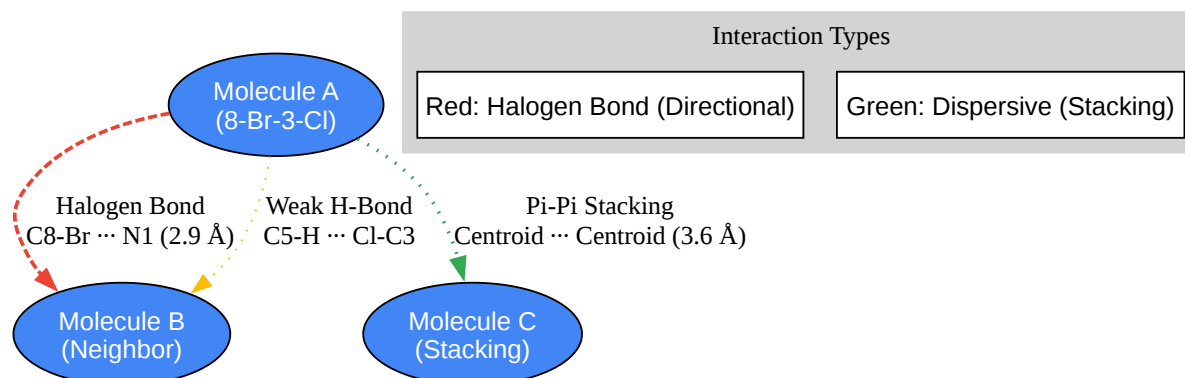 Interaction Types
Molecule A
(8-Br-3-Cl)
Red: Halogen Bond (Directional)
Green: Dispersive (Stacking)
Halogen Bond
C8-Br ··· N1 (2.9 Å)
Weak H-Bond
C5-H ··· Cl-C3
Pi-Pi Stacking
Centroid ··· Centroid (3.6 Å)
Molecule B
(Neighbor)
Molecule C
(Stacking)